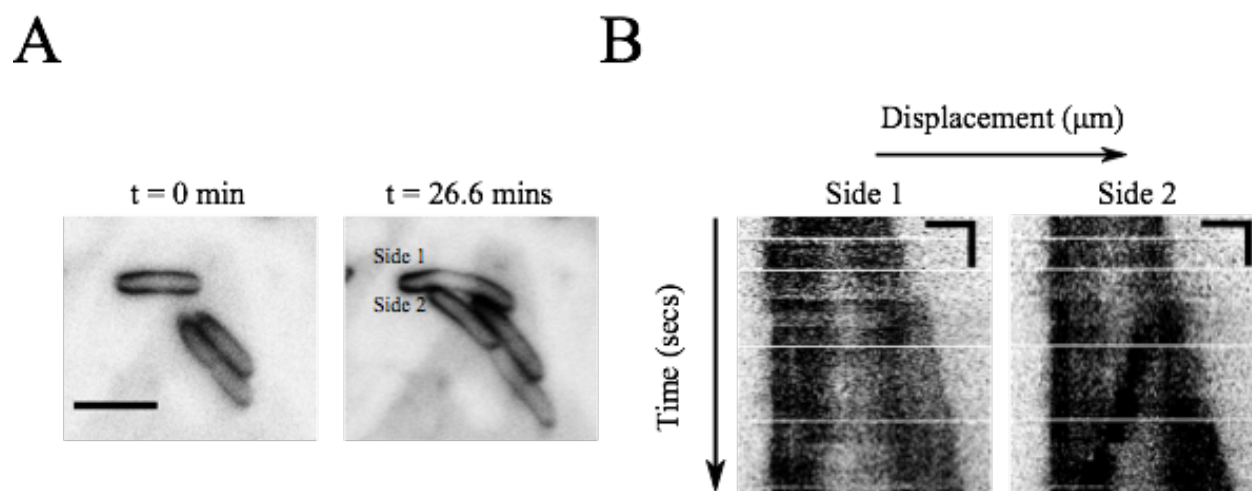 A
B
Displacement (μm)
t = 0 min
t = 26.6 mins
Side 1
Side 2
Side 1
Side 2
Time (secs)